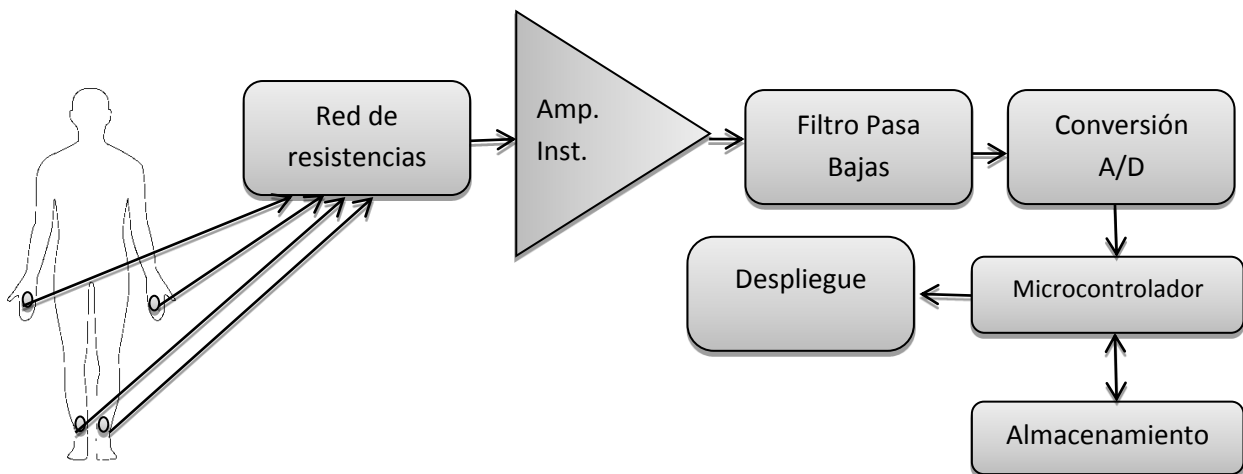 Red de
resistencias
Amp.
Inst.
Filtro Pasa
Bajas
Conversión
A/D
Despliegue
Microcontrolador
Almacenamiento